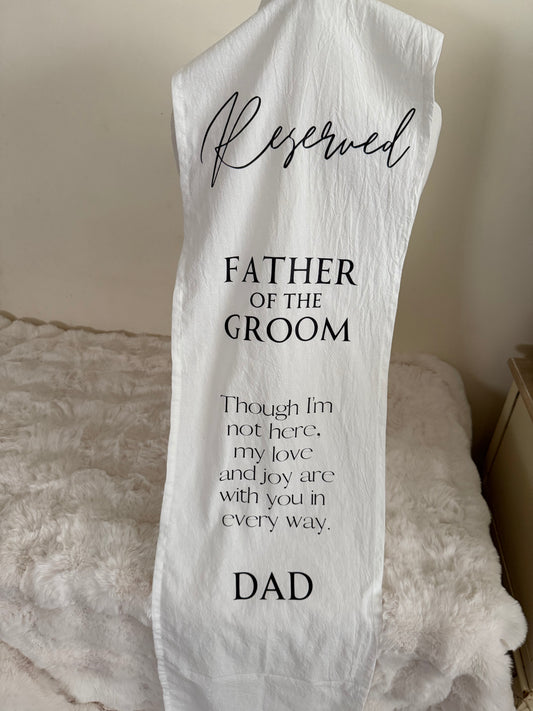 Reserved
FATHER
OF THE
GROOM
Though I'm
not here,
my love
and joy are
with you in
every way.
DAD